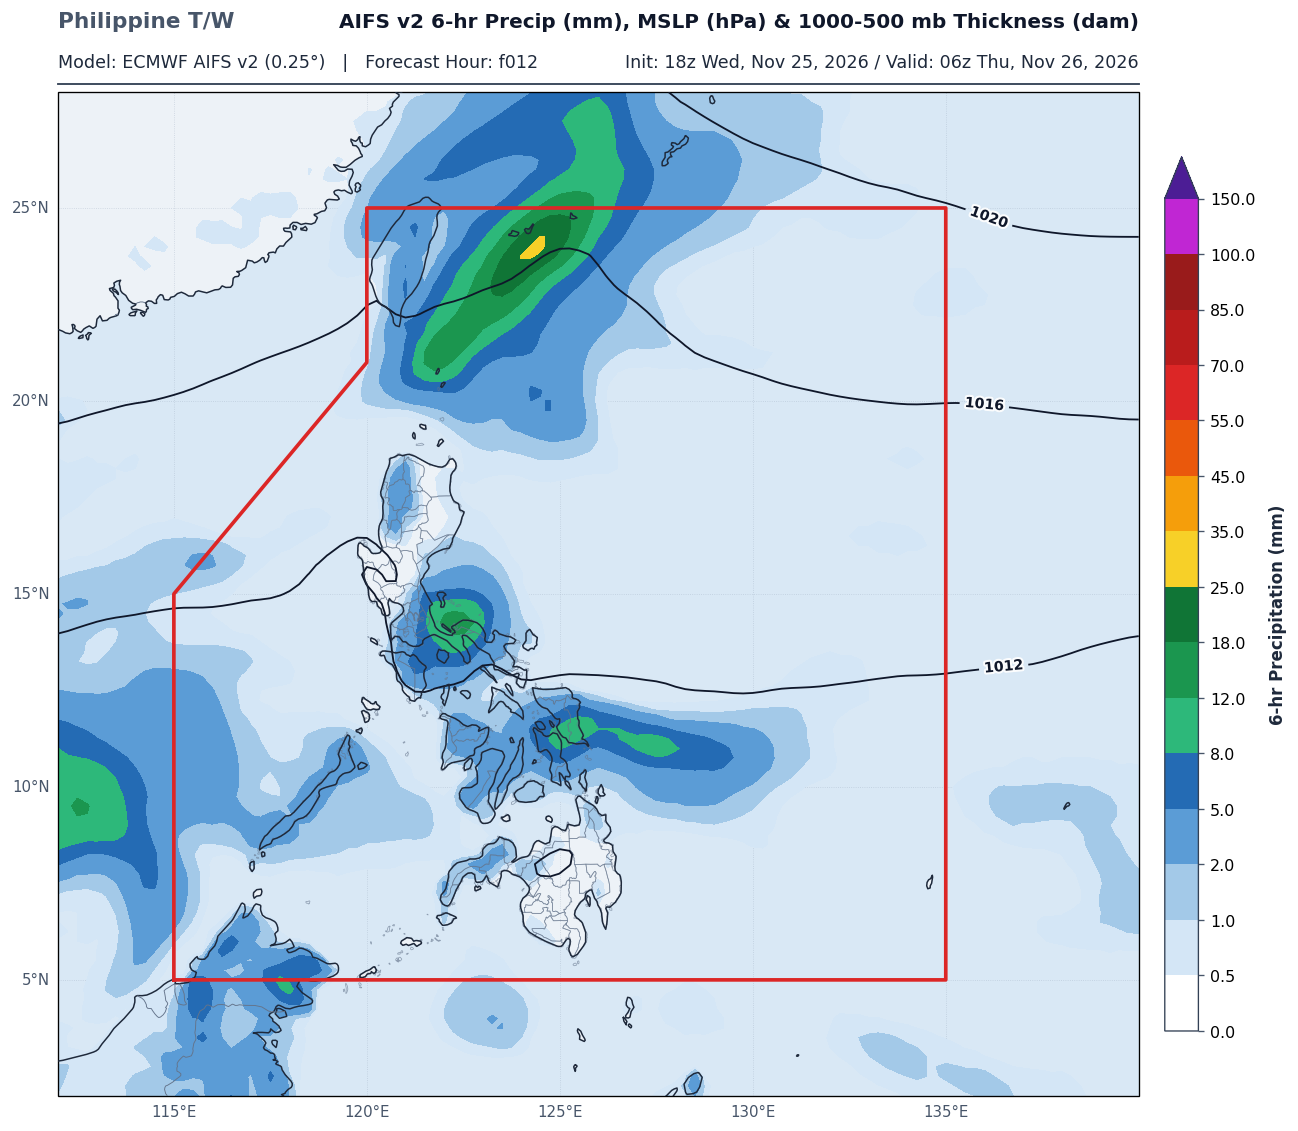 Philippine T/W
AIFS v2 6-hr Precip (mm), MSLP (hPa) & 1000-500 mb Thickness (dam)
Model: ECMWF AIFS v2 (0.25°) | Forecast Hour: f012
Init: 18z Wed, Nov 25, 2026 / Valid: 06z Thu, Nov 26, 2026
25°N
20°N
15°N
10°N
5°N
1020
1016
1012
115°E
120°E
125°E
130°E
135°E
150.0
100.0
85.0
70.0
55.0
45.0
35.0
25.0
18.0
12.0
8.0
5.0
2.0
1.0
0.5
0.0
6-hr Precipitation (mm)